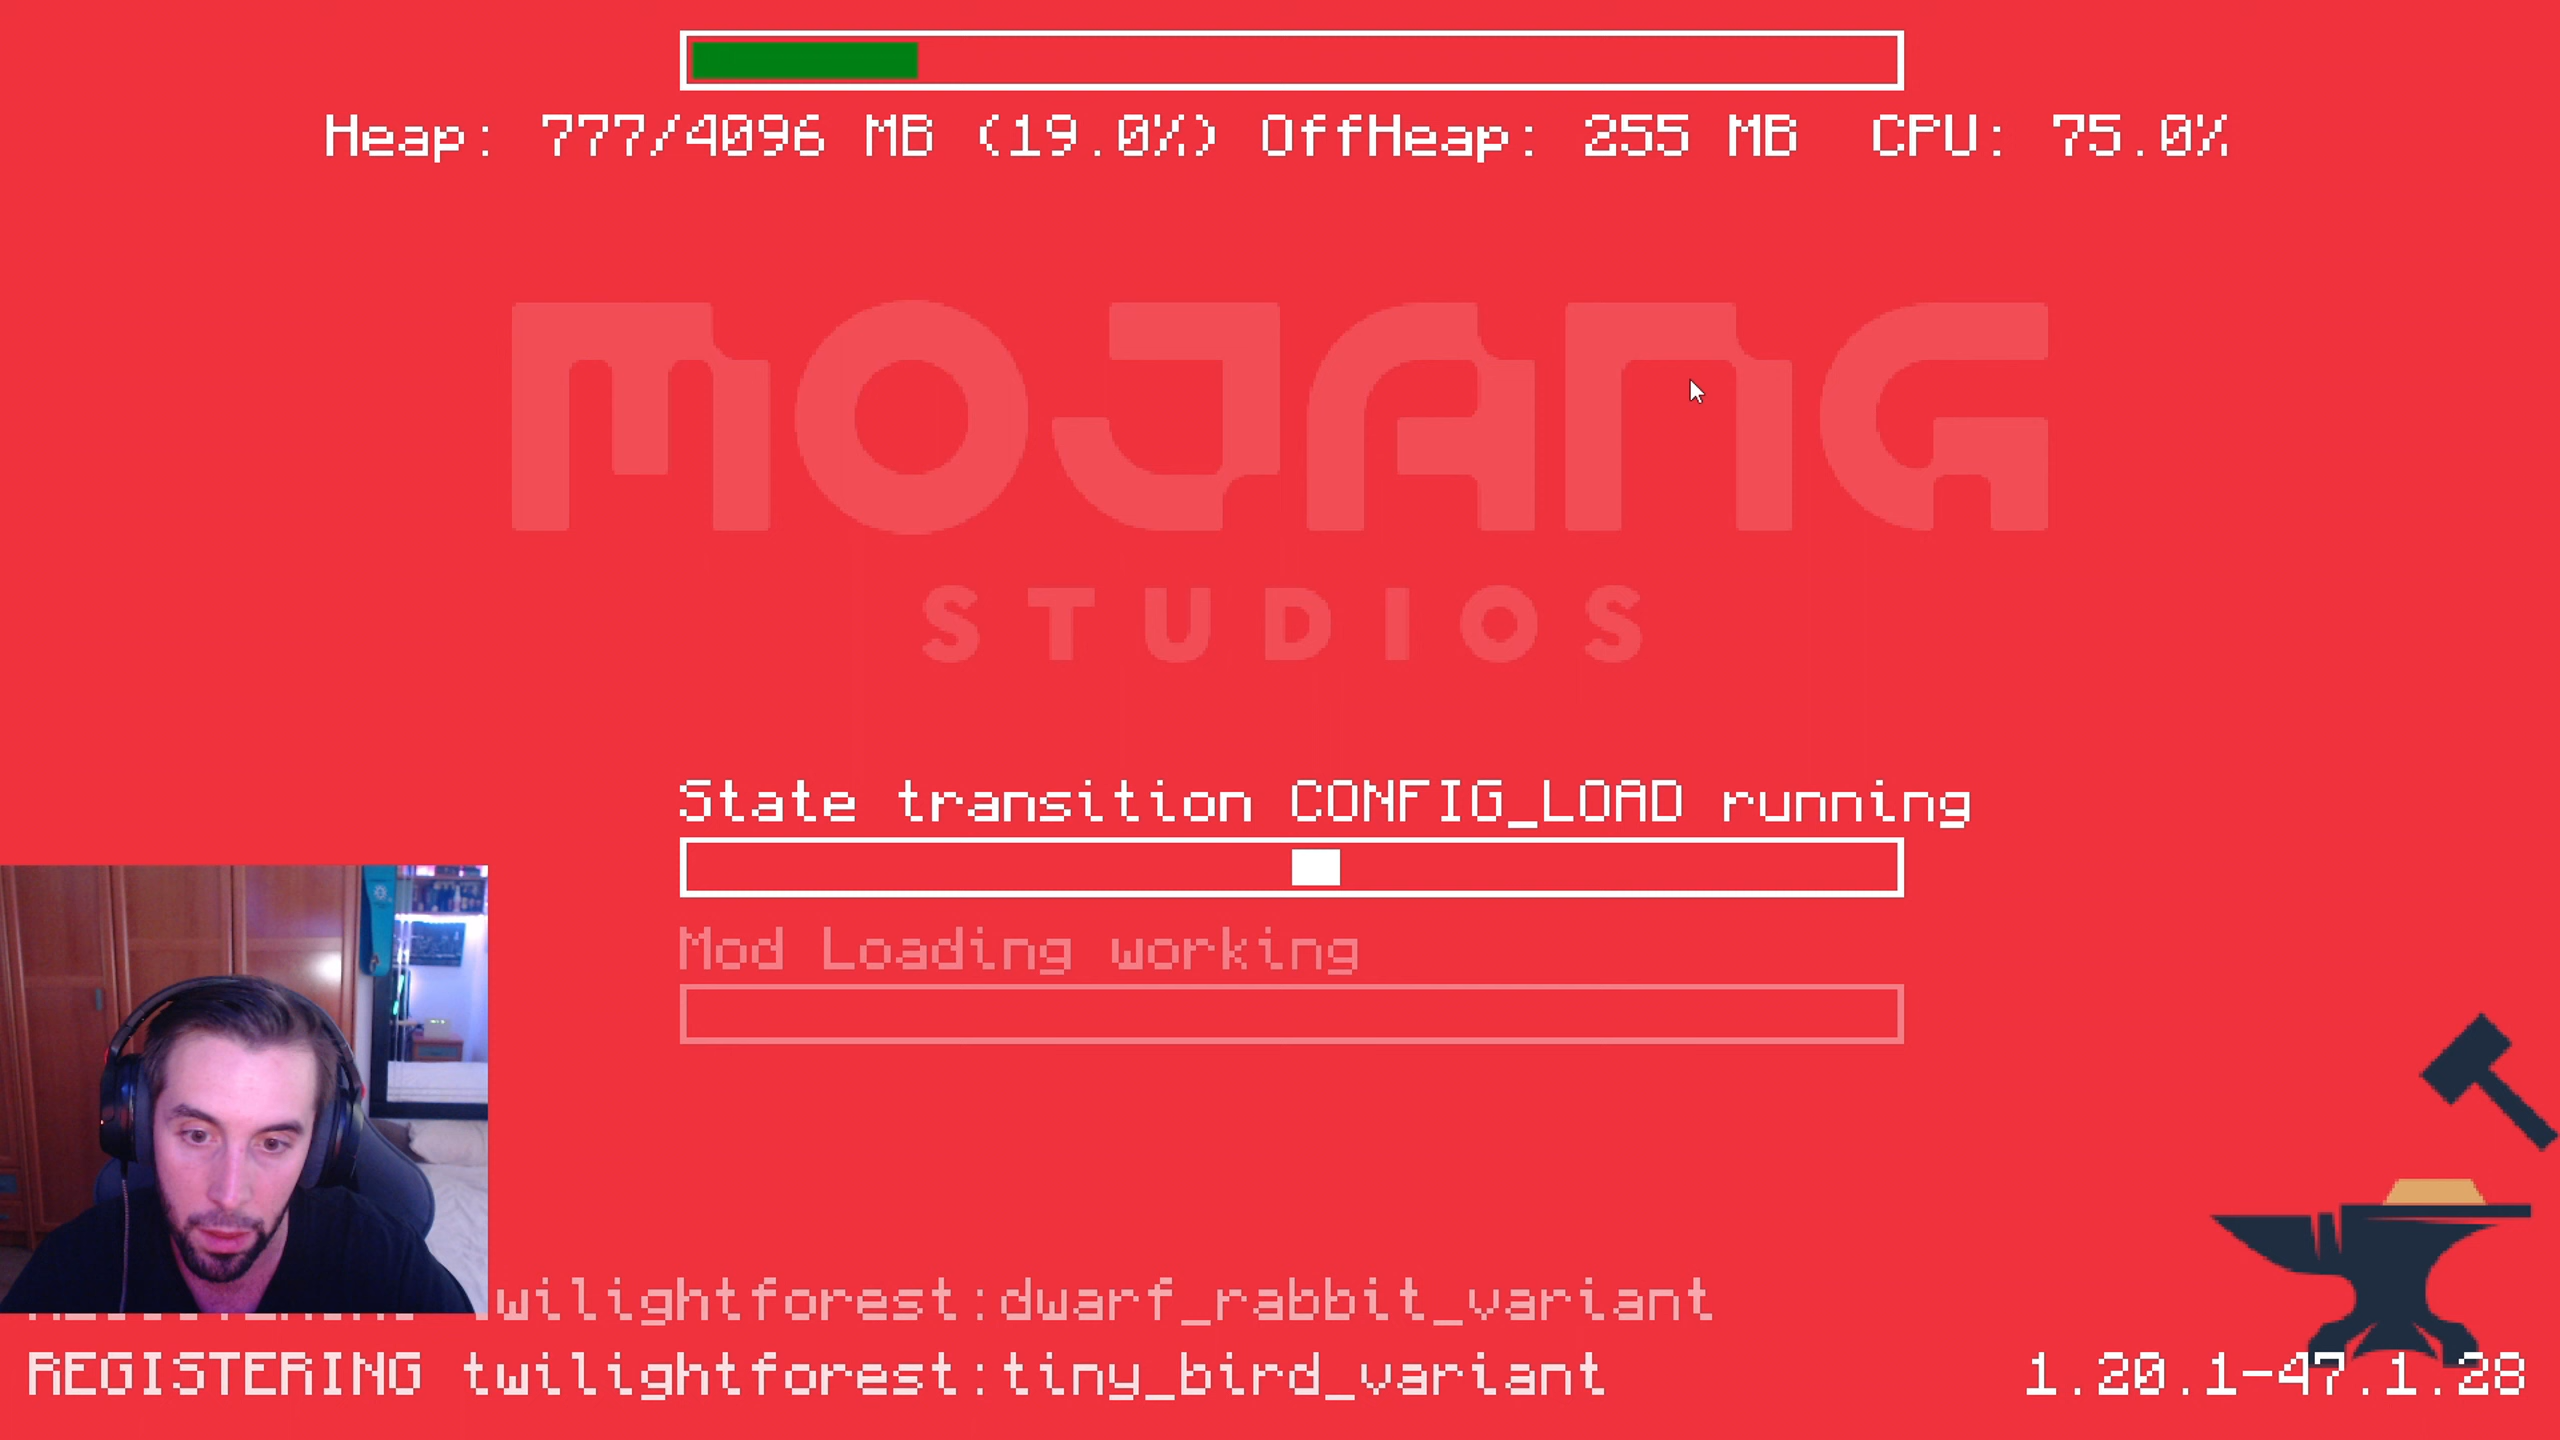 Heap: 777/4096 MB (19.0%) OffHeap: 255 MB  CPU: 75.0%
MOJANG
STUDIOS
State transition CONFIG_LOAD running
Mod Loading working
twilightforest:dwarf_rabbit_variant
REGISTERING twilightforest:tiny_bird_variant
1.20.1-47.1.28